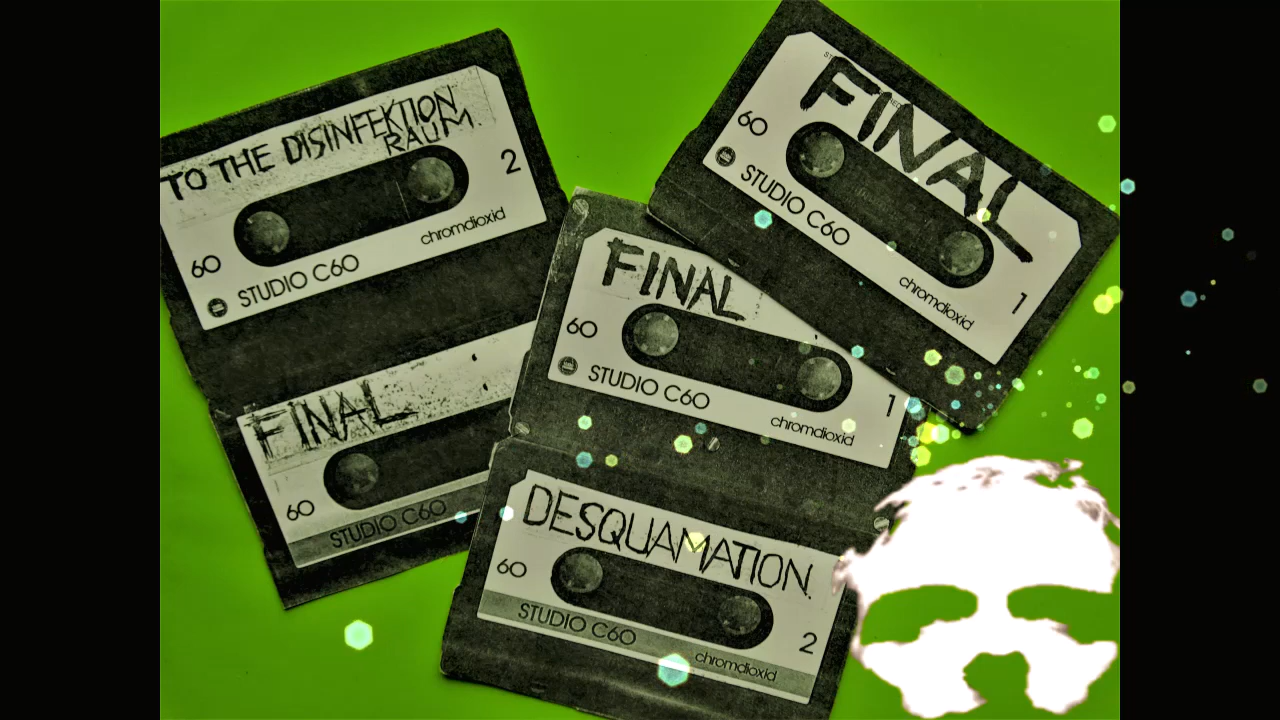 TO THE DISINFEKTION
RAUM
2
60
STUDIO C60
chromdioxid
FINAL
60
STUDIO C60
FINAL
60
STUDIO C60
1
chromdioxid
DESQUAMATION.
60
STUDIO C60
2
chromdioxid
FINAL
60
STUDIO C60
1
chromdioxid